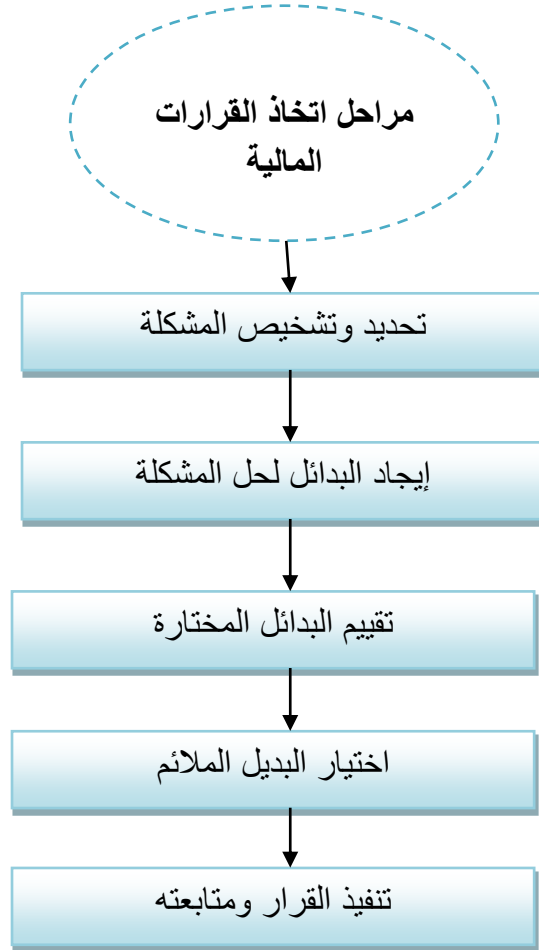 مراحل اتخاذ القرارات
المالية
تحديد وتشخيص المشكلة
إيجاد البدائل لحل المشكلة
تقييم البدائل المختارة
اختيار البديل الملائم
تنفيذ القرار ومتابعته